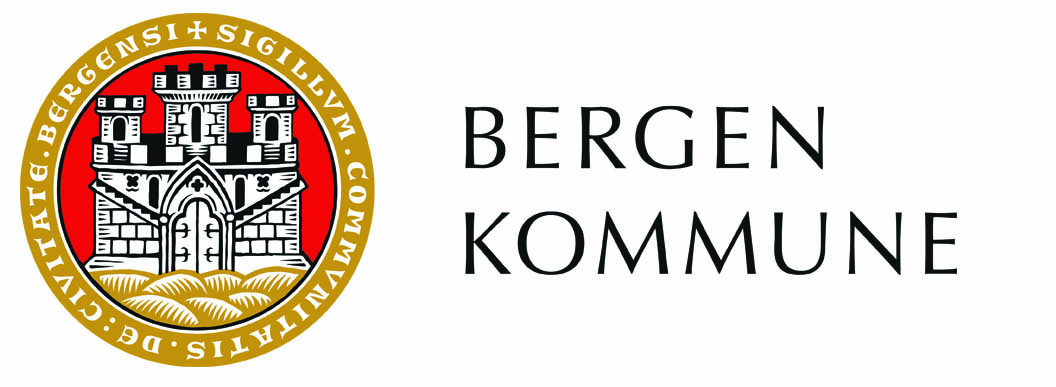 ✠ SIGILLVM · COMMVNITATIS · DE : CIVITATE · BERGENSI
BERGEN
KOMMUNE